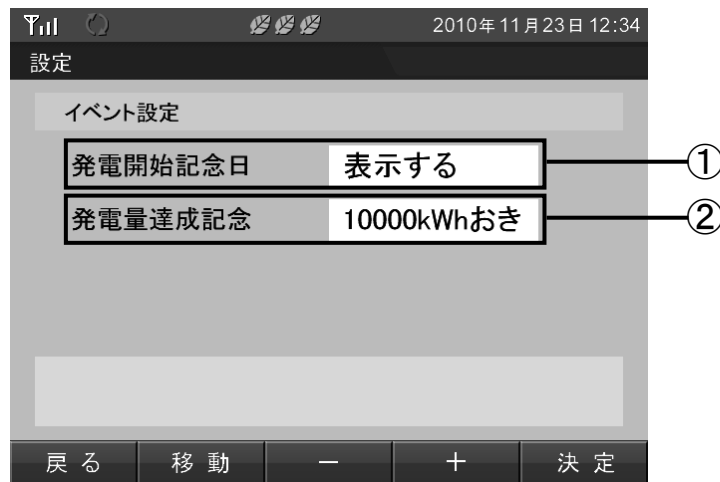 2010年11月23日 12:34
設定
イベント設定
発電開始記念日 表示する ①
発電量達成記念 10000kWhおき ②
戻る 移動 － ＋ 決定